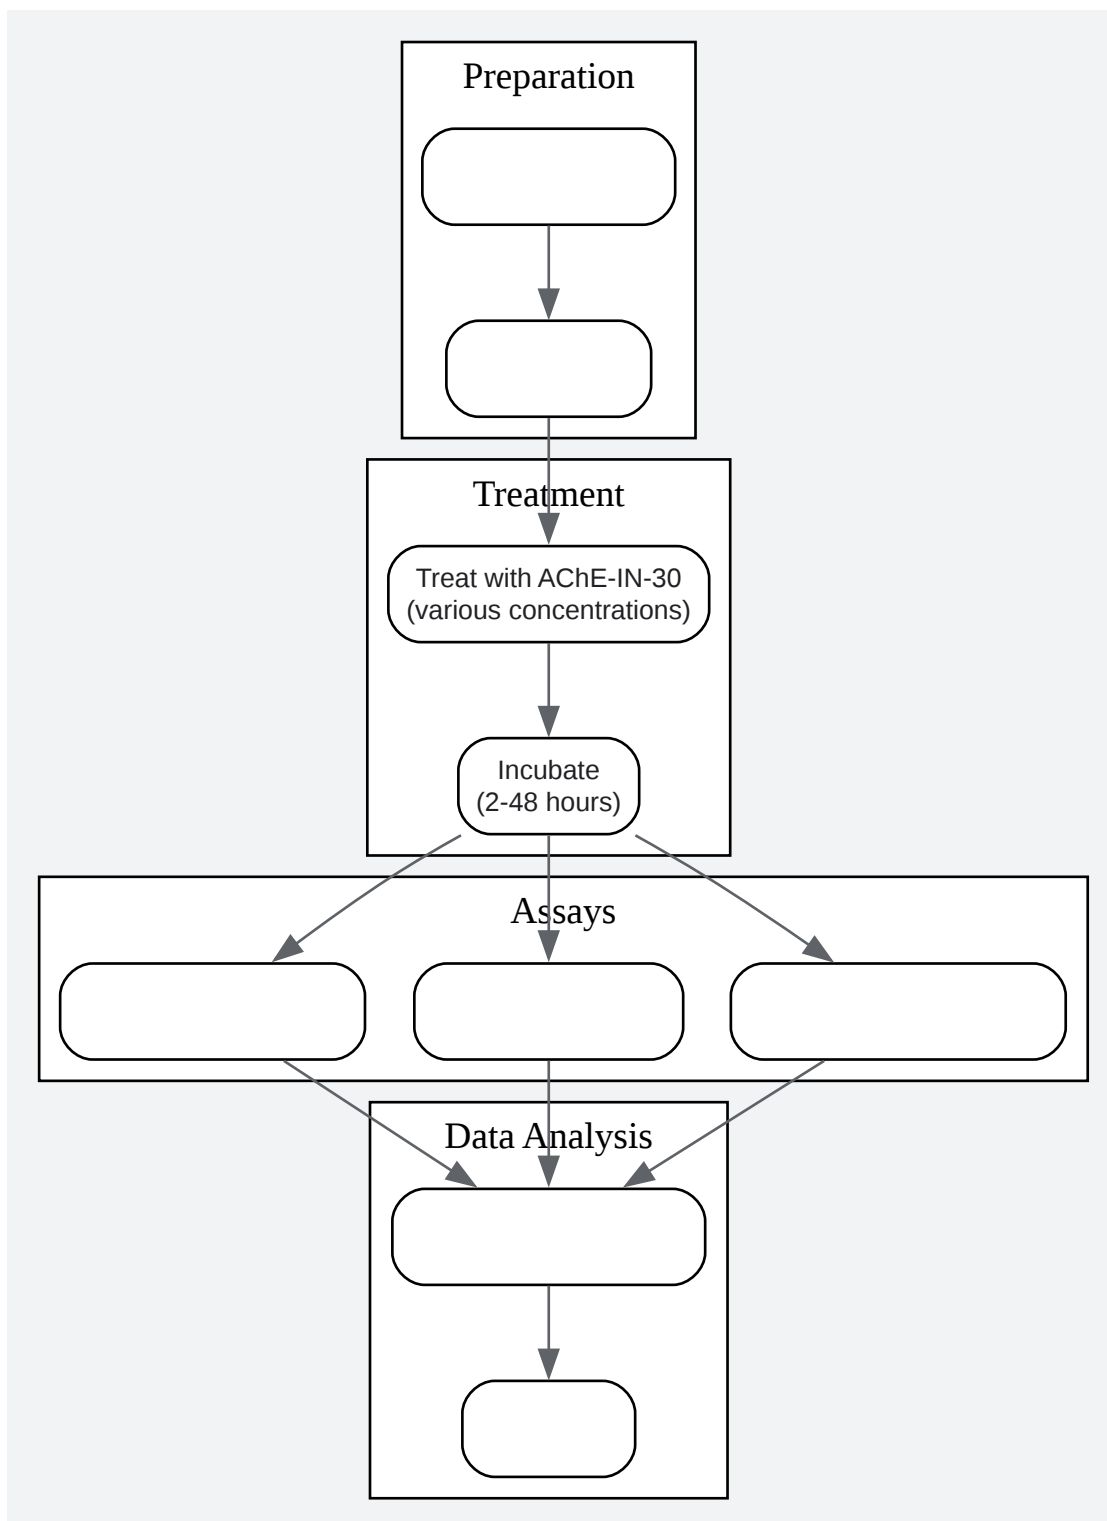 Preparation
Treatment
Treat with AChE-IN-30
(various concentrations)
Incubate
(2-48 hours)
Assays
Data Analysis